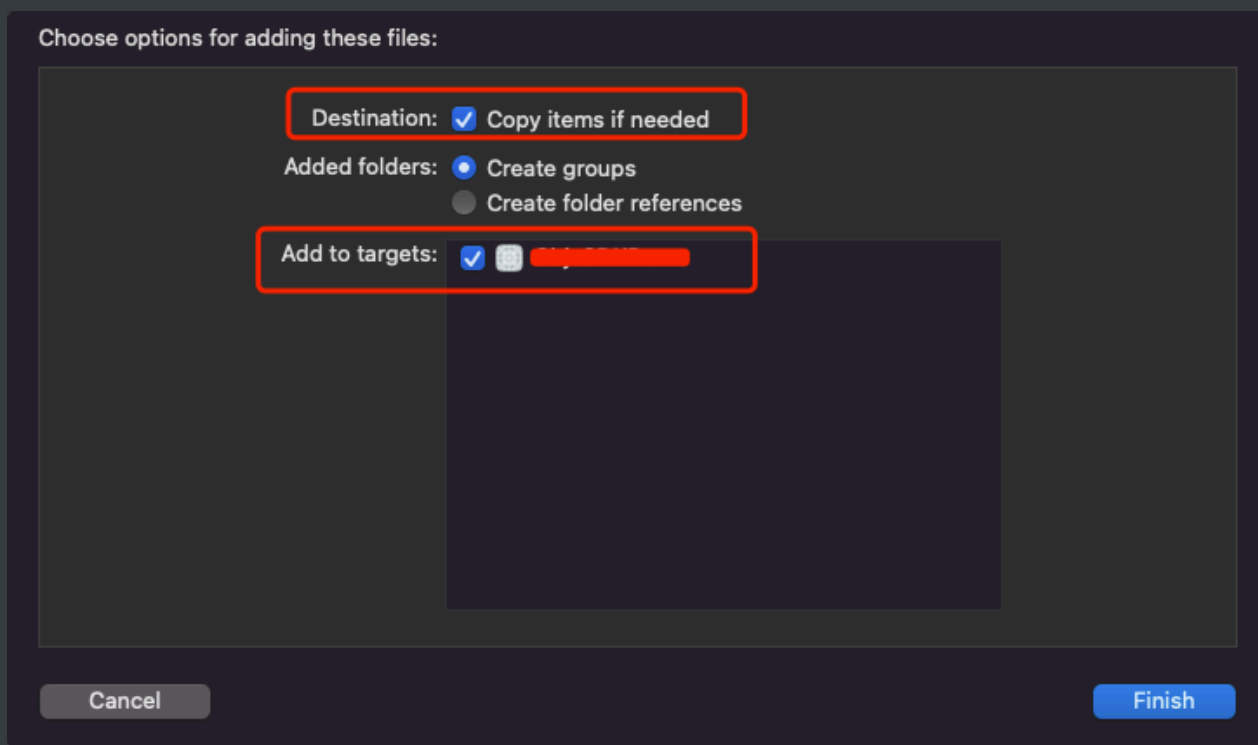 Choose options for adding these files:
Destination: Copy items if needed
Added folders: Create groups
Create folder references
Add to targets:
Cancel
Finish